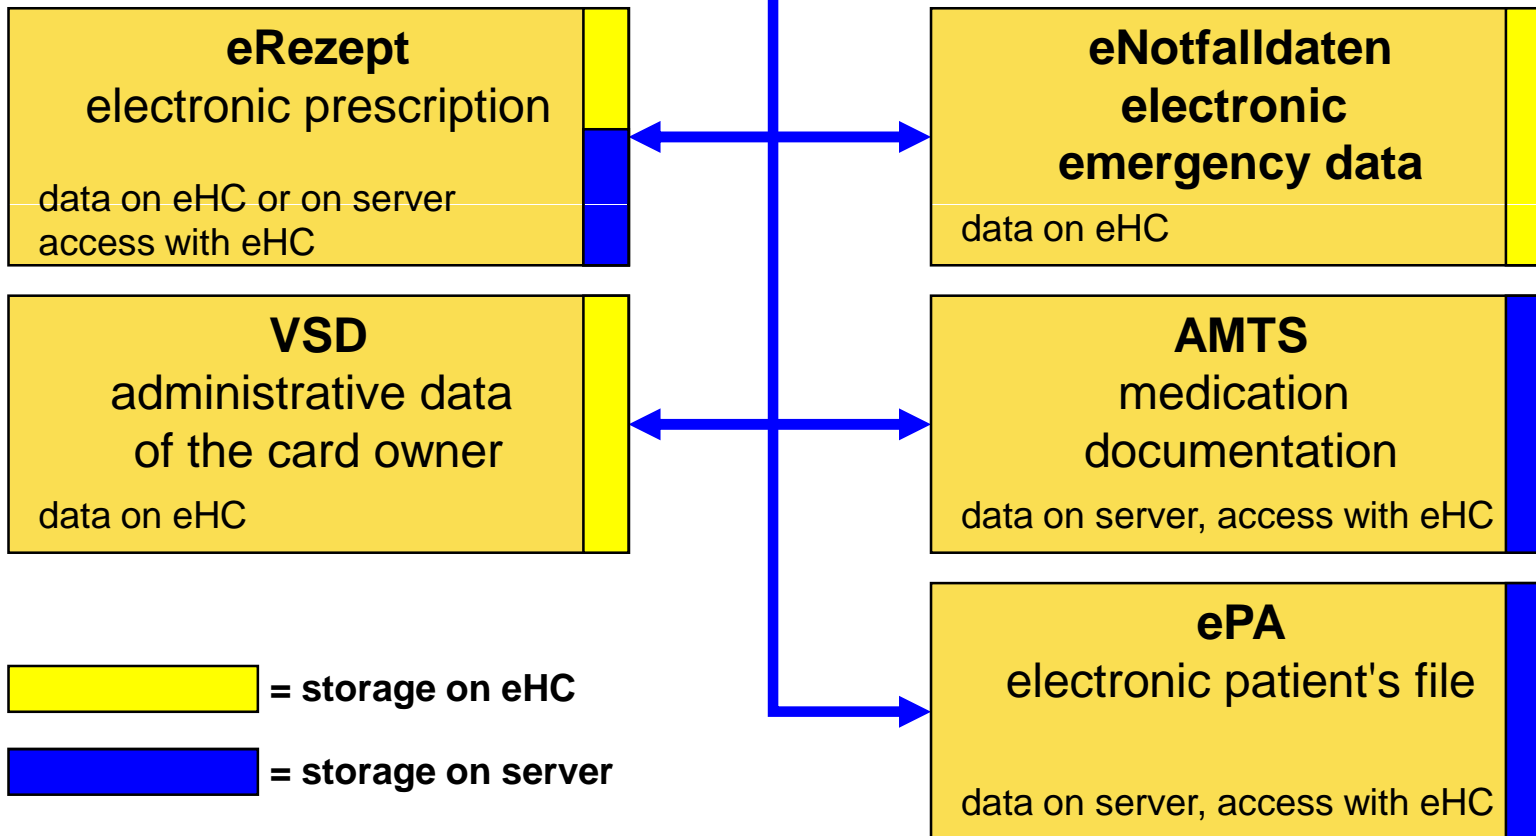 eRezept
electronic prescription
data on eHC or on server
access with eHC
eNotfalldaten
electronic
emergency data
data on eHC
VSD
administrative data
of the card owner
data on eHC
AMTS
medication
documentation
data on server, access with eHC
ePA
electronic patient's file
data on server, access with eHC
= storage on eHC
= storage on server